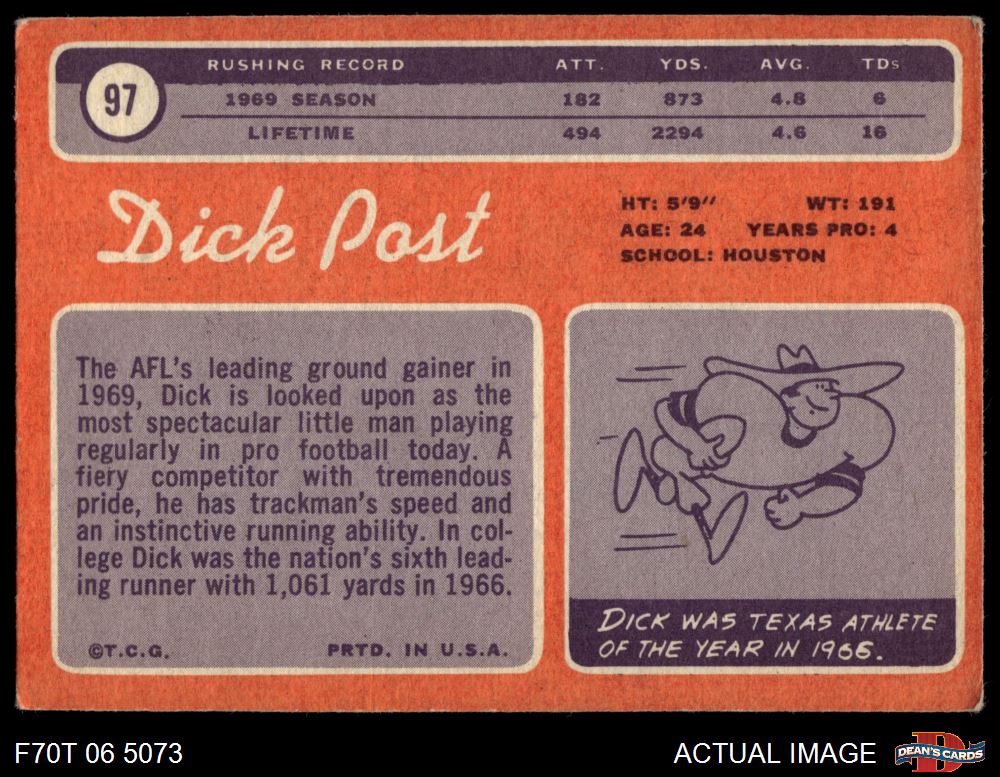 97
RUSHING RECORD ATT. YDS. AVG. TDs
1969 SEASON 182 873 4.8 6
LIFETIME 494 2294 4.6 16
Dick Post
HT: 5'9" WT: 191
AGE: 24 YEARS PRO: 4
SCHOOL: HOUSTON
The AFL's leading ground gainer in
1969, Dick is looked upon as the
most spectacular little man playing
regularly in pro football today. A
fiery competitor with tremendous
pride, he has trackman's speed and
an instinctive running ability. In col-
lege Dick was the nation's sixth lead-
ing runner with 1,061 yards in 1966.
©T.C.G. PRTD. IN U.S.A.
DICK WAS TEXAS ATHLETE
OF THE YEAR IN 1966.
F70T 06 5073 ACTUAL IMAGE
D
DEAN'S CARDS